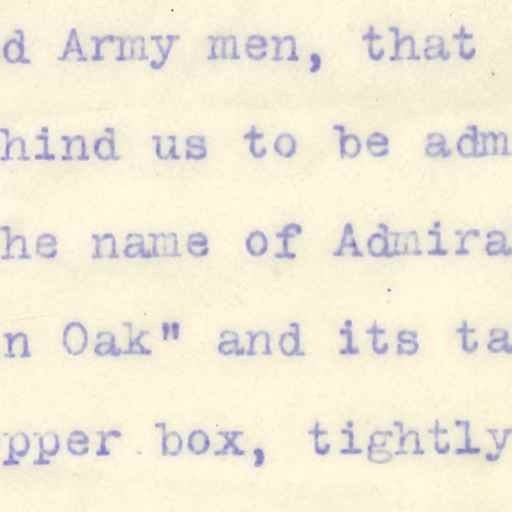 d Army men, that
hind us to be adm
he name of Admira
n Oak" and its ta
pper box, tightly